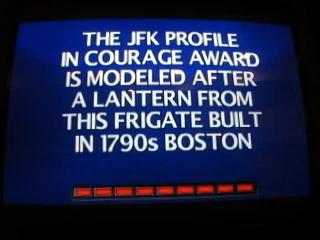 THE JFK PROFILE
IN COURAGE AWARD
IS MODELED AFTER
A LANTERN FROM
THIS FRIGATE BUILT
IN 1790s BOSTON